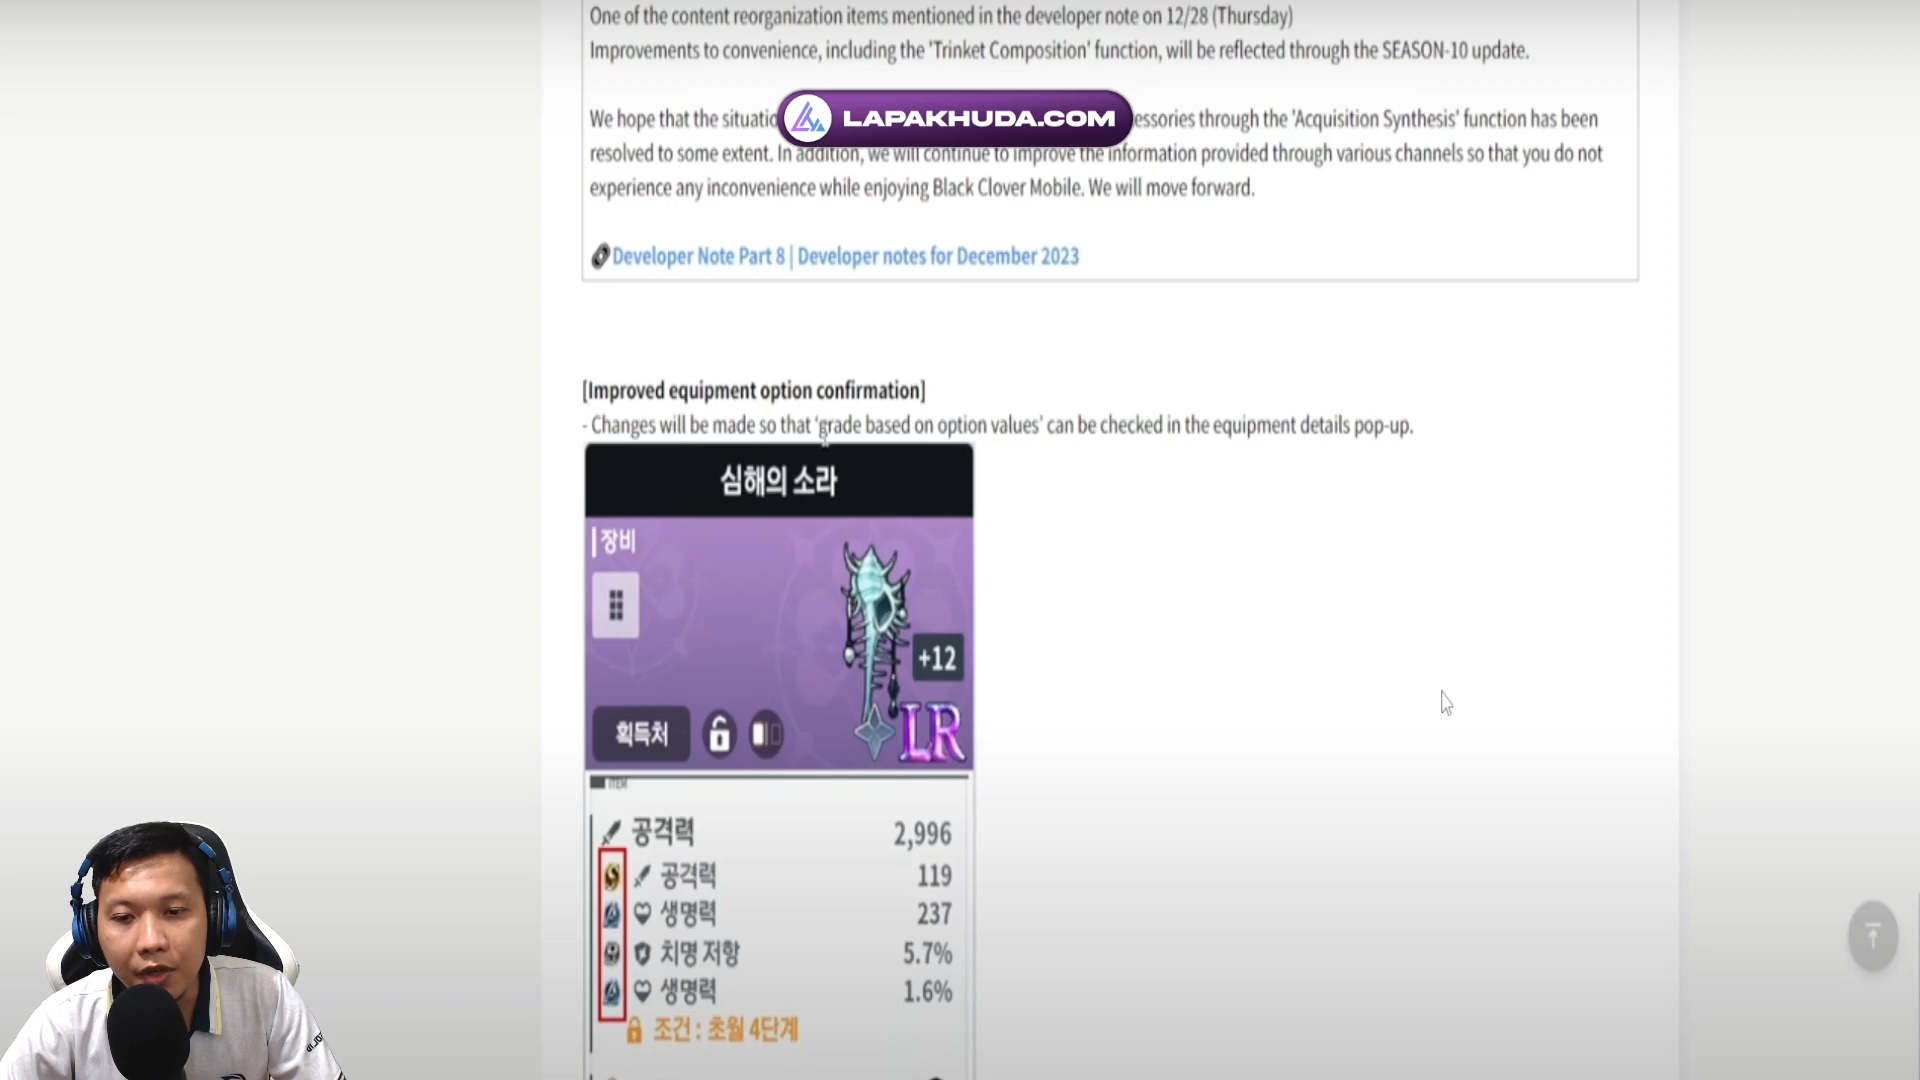 One of the content reorganization items mentioned in the developer note on 12/28 (Thursday)
Improvements to convenience, including the 'Trinket Composition' function, will be reflected through the SEASON-10 update.
We hope that the situatio
LAPAKHUDA.COM
essories through the 'Acquisition Synthesis' function has been
resolved to some extent. In addition, we will continue to improve the information provided through various channels so that you do not
experience any inconvenience while enjoying Black Clover Mobile. We will move forward.
Developer Note Part 8 | Developer notes for December 2023
[Improved equipment option confirmation]
- Changes will be made so that 'grade based on option values' can be checked in the equipment details pop-up.
심해의 소라
장비
+12
획득처
LR
ITEM
공격력 2,996
공격력 119
생명력 237
치명 저항 5.7%
생명력 1.6%
조건 : 초월 4단계